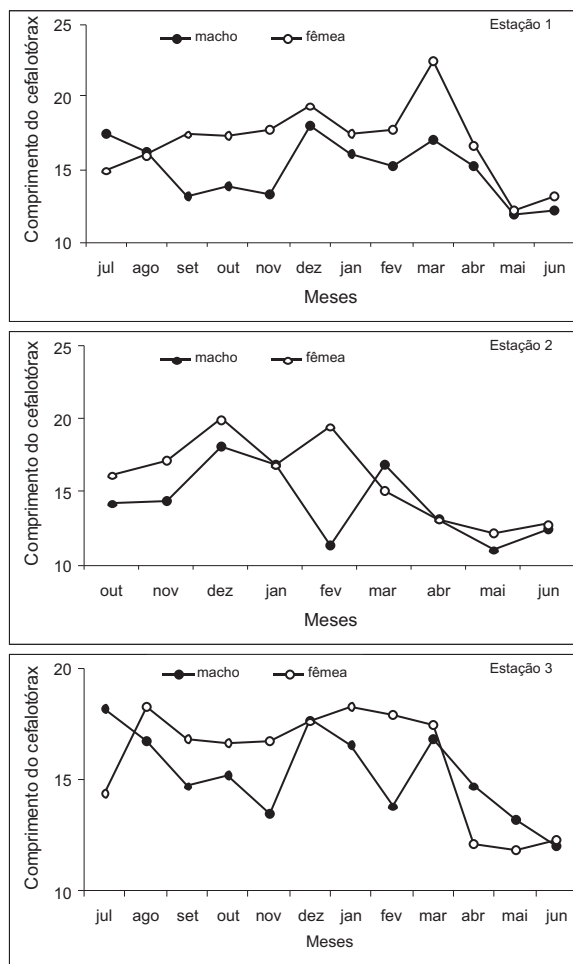 Estação 1
macho fêmea
Comprimento do cefalotórax
25
20
15
10
jul ago set out nov dez jan fev mar abr mai jun
Meses
Estação 2
macho fêmea
Comprimento do cefalotórax
25
20
15
10
out nov dez jan fev mar abr mai jun
Meses
Estação 3
macho fêmea
Comprimento do cefalotórax
20
15
10
jul ago set out nov dez jan fev mar abr mai jun
Meses